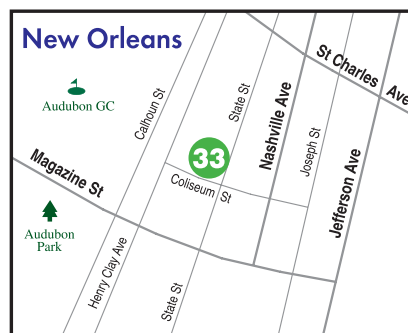 New Orleans
St Charles Ave
Audubon GC
Calhoun St
State St
Nashville Ave
Joseph St
33
Magazine St
Coliseum St
Jefferson Ave
Audubon
Park
Henry Clay Ave
State St